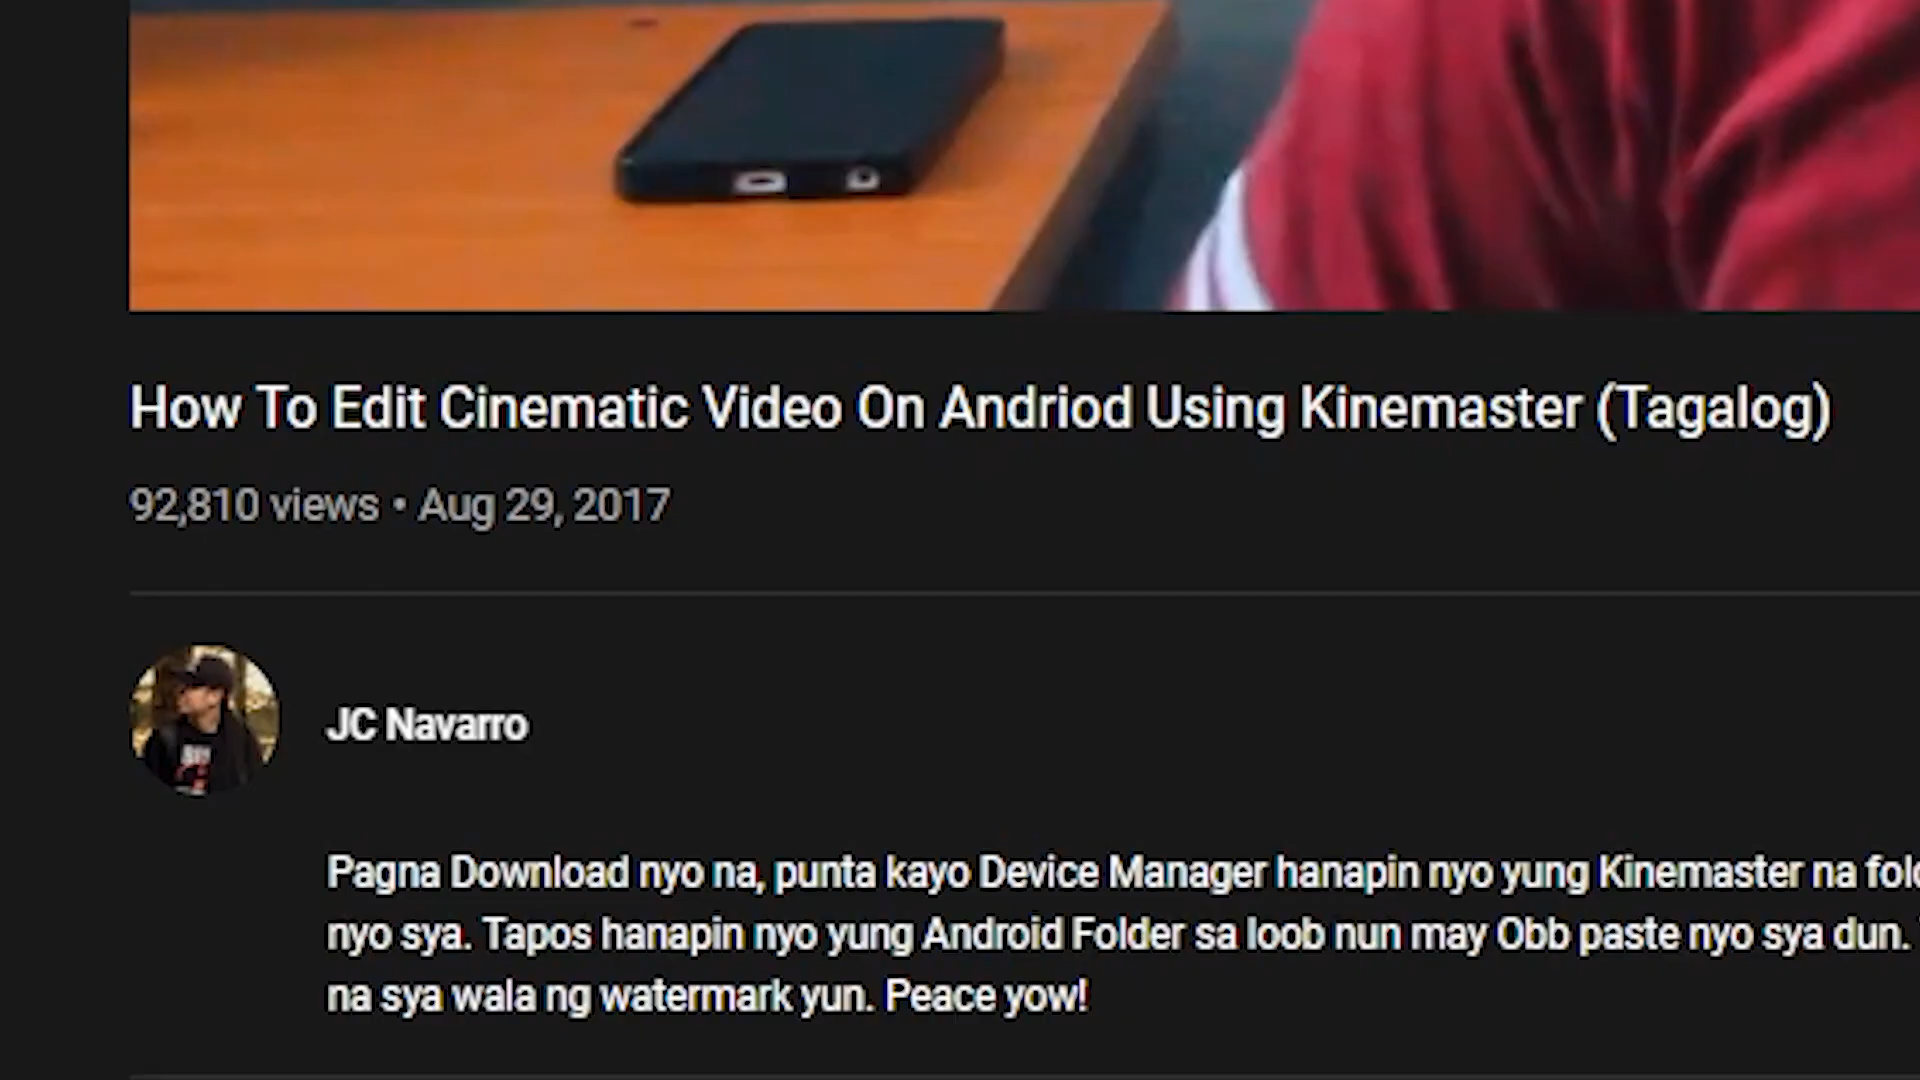 How To Edit Cinematic Video On Andriod Using Kinemaster (Tagalog)
92,810 views • Aug 29, 2017
JC Navarro
Pagna Download nyo na, punta kayo Device Manager hanapin nyo yung Kinemaster na
nyo sya. Tapos hanapin nyo yung Android Folder sa loob nun may Obb paste nyo sya dun.
na sya wala ng watermark yun. Peace yow!